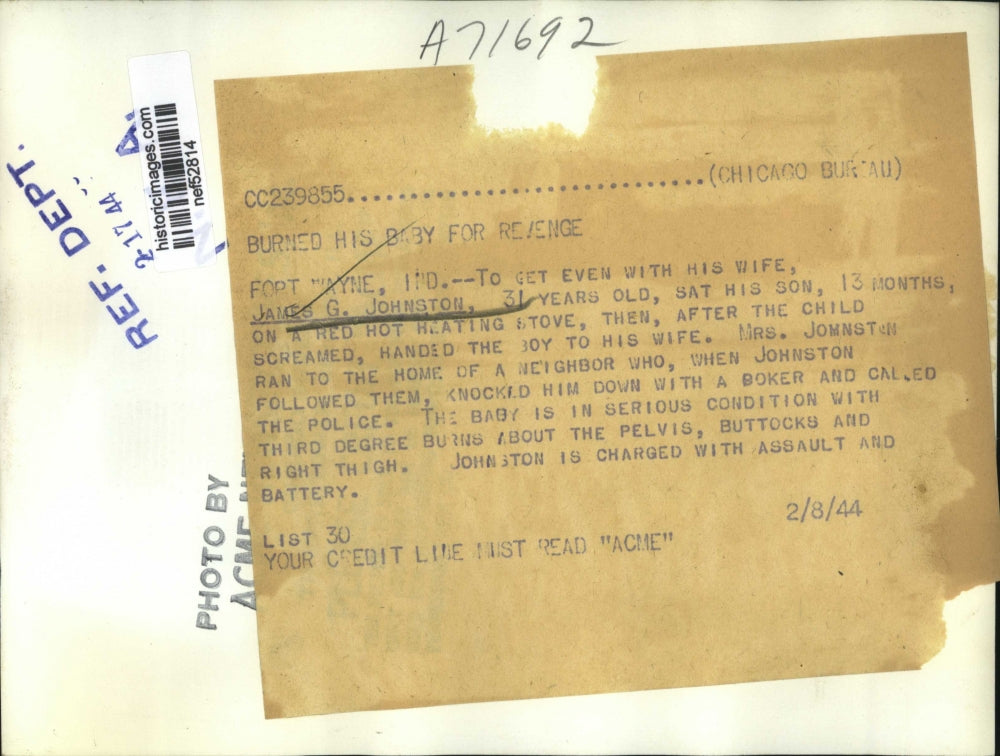 A71692
REF. DEPT.
2-17 44
historicimages.com
nef52814
CC239855......................................(CHICAGO BUREAU)
BURNED HIS BABY FOR REVENGE
FORT WAYNE, IND.--TO GET EVEN WITH HIS WIFE,
JAMES G. JOHNSTON, 31 YEARS OLD, SAT HIS SON, 13 MONTHS,
ON A RED HOT HEATING STOVE, THEN, AFTER THE CHILD
SCREAMED, HANDED THE BOY TO HIS WIFE. MRS. JOHNSTON
RAN TO THE HOME OF A NEIGHBOR WHO, WHEN JOHNSTON
FOLLOWED THEM, KNOCKED HIM DOWN WITH A BOKER AND CALLED
THE POLICE. THE BABY IS IN SERIOUS CONDITION WITH
THIRD DEGREE BURNS ABOUT THE PELVIS, BUTTOCKS AND
RIGHT THIGH. JOHNSTON IS CHARGED WITH ASSAULT AND
BATTERY.
2/8/44
LIST 30
YOUR CREDIT LINE MUST READ "ACME"
PHOTO BY
ACME